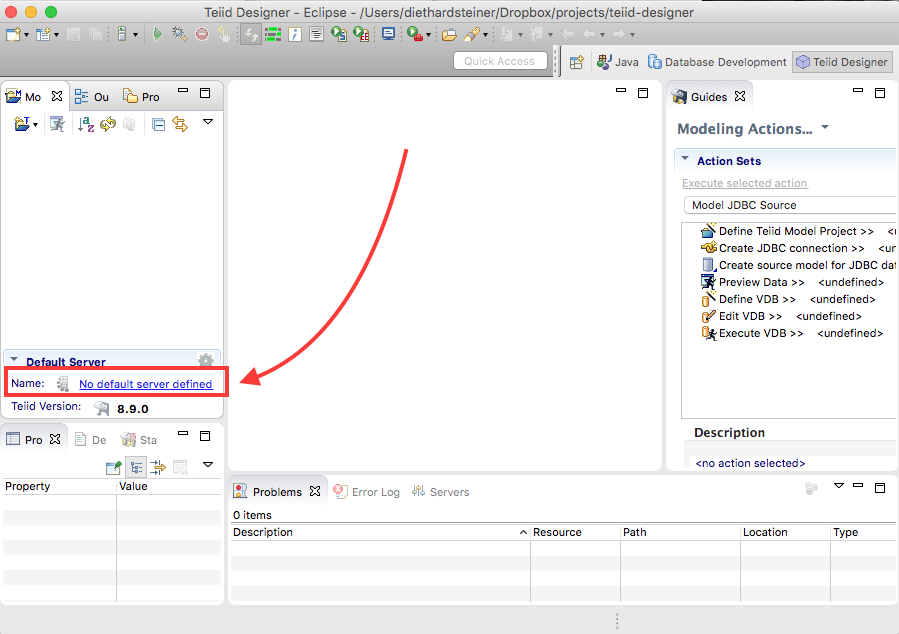 Teiid Designer - Eclipse - /Users/diethardsteiner/Dropbox/projects/teiid-designer
Quick Access
Java
Database Development
Teiid Designer
Mo
Ou
Pro
Default Server
Name:
No default server defined
Teiid Version:
8.9.0
Pro
De
Sta
Property
Value
Guides
Modeling Actions...
Action Sets
Execute selected action
Model JDBC Source
Define Teiid Model Project >> <u
Create JDBC connection >> <ur
Create source model for JDBC dat
Preview Data >> <undefined>
Define VDB >> <undefined>
Edit VDB >> <undefined>
Execute VDB >> <undefined>
Description
<no action selected>
Problems
Error Log
Servers
0 items
Description
Resource
Path
Location
Type